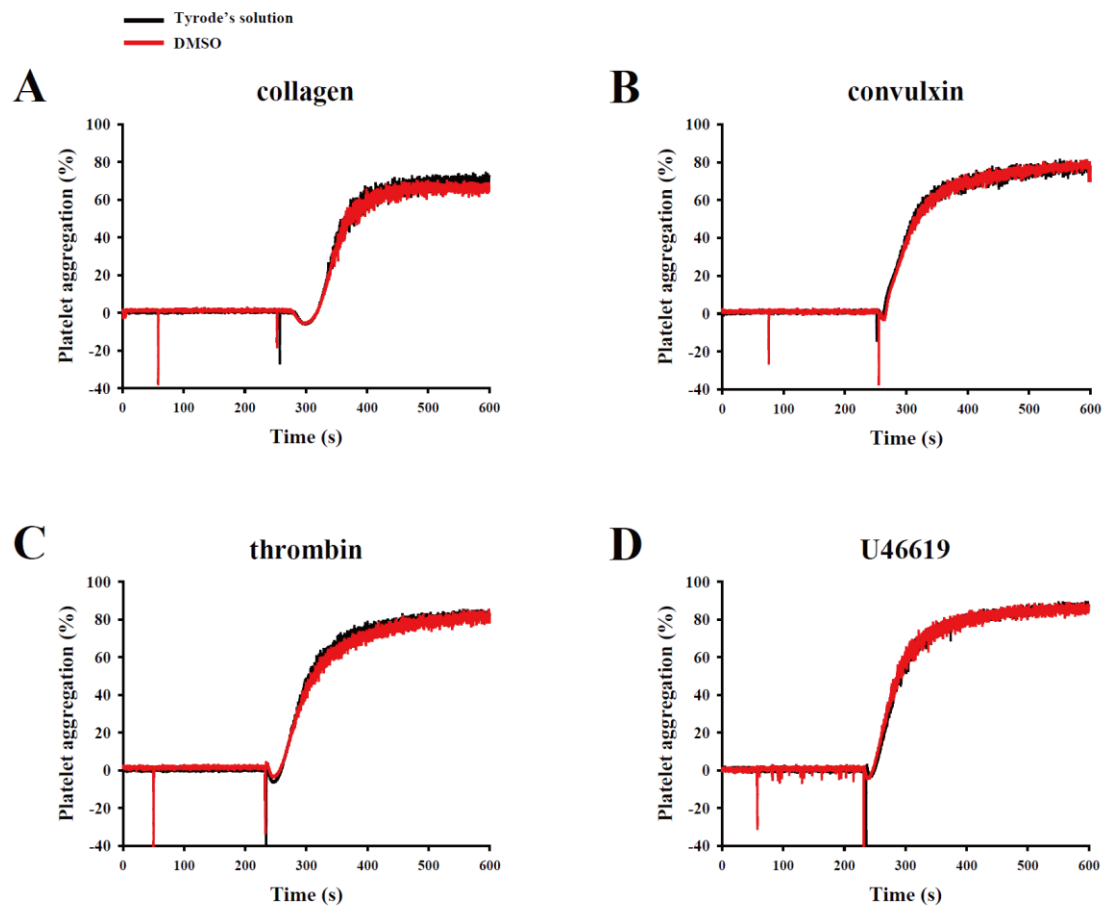 Tyrode's solution
DMSO
A
collagen
B
convulxin
Platelet aggregation (%)
100
80
60
40
20
0
-20
-40
0 100 200 300 400 500 600
Time (s)
Platelet aggregation (%)
100
80
60
40
20
0
-20
-40
0 100 200 300 400 500 600
Time (s)
C
thrombin
D
U46619
Platelet aggregation (%)
100
80
60
40
20
0
-20
-40
0 100 200 300 400 500 600
Time (s)
Platelet aggregation (%)
100
80
60
40
20
0
-20
-40
0 100 200 300 400 500 600
Time (s)